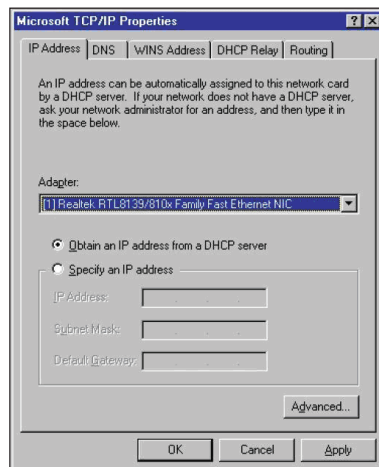 Microsoft TCP/IP Properties
IP Address DNS WINS Address DHCP Relay Routing
An IP address can be automatically assigned to this network card
by a DHCP server. If your network does not have a DHCP server,
ask your network administrator for an address, and then type it in
the space below.
Adapter:
[1] Realtek RTL8139/810x Family Fast Ethernet NIC
Obtain an IP address from a DHCP server
Specify an IP address
IP Address:
Subnet Mask:
Default Gateway:
Advanced...
OK Cancel Apply